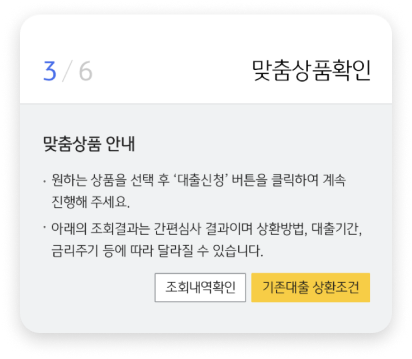 3 / 6 맞춤상품확인
맞춤상품 안내
· 원하는 상품을 선택 후 ‘대출신청’ 버튼을 클릭하여 계속
진행해 주세요.
· 아래의 조회결과는 간편심사 결과이며 상환방법, 대출기간,
금리주기 등에 따라 달라질 수 있습니다.
조회내역확인 기존대출 상환조건